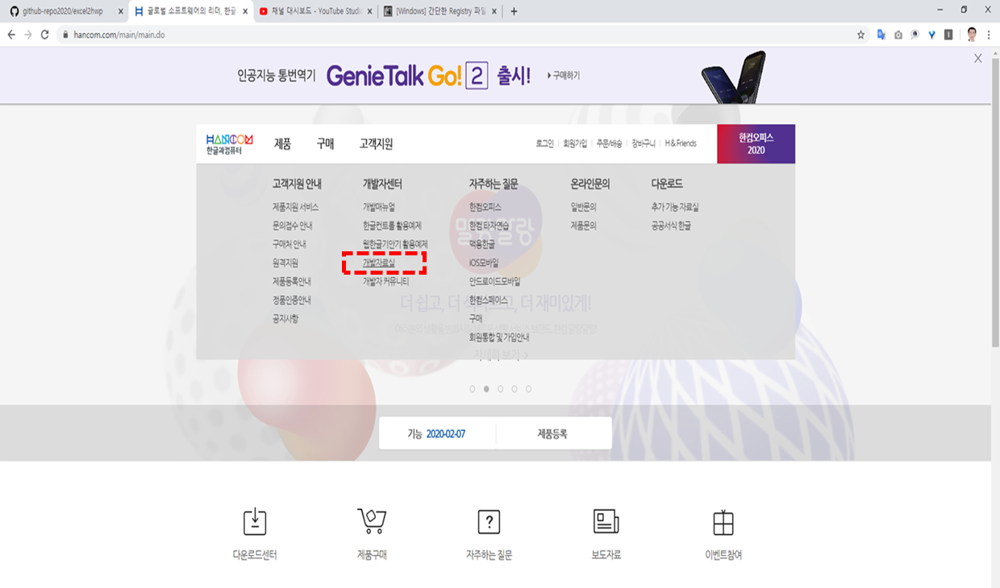 github-repo2020/excel2hwp
글로벌 소프트웨어의 리더, 한글
채널 대시보드 - YouTube Studio
[Windows] 간단한 Registry 파일
hancom.com/main/main.do
인공지능 통번역기 GenieTalk Go! 2 출시! 구매하기
HANCOM
한글과컴퓨터
제품 구매 고객지원
로그인 회원가입 주문/배송 장바구니 H & Friends
한컴오피스
2020
고객지원 안내
제품지원 서비스
문의접수 안내
구매처 안내
원격지원
제품등록안내
정품인증안내
공지사항
개발자센터
개발매뉴얼
한글컨트롤 활용예제
웹한글기안기 활용예제
개발자료실
개발자 커뮤니티
자주하는 질문
한컴오피스
한컴 타자연습
맥용한글
iOS모바일
안드로이드모바일
한컴스페이스
구매
회원통합 및 가입안내
온라인문의
일반문의
제품문의
다운로드
추가 기능 자료실
공공서식 한글
말랑말랑
더 쉽고, 더 재미있게!
자세히 보기
기능 2020-02-07
제품등록
다운로드센터
제품구매
자주하는 질문
보도자료
이벤트참여